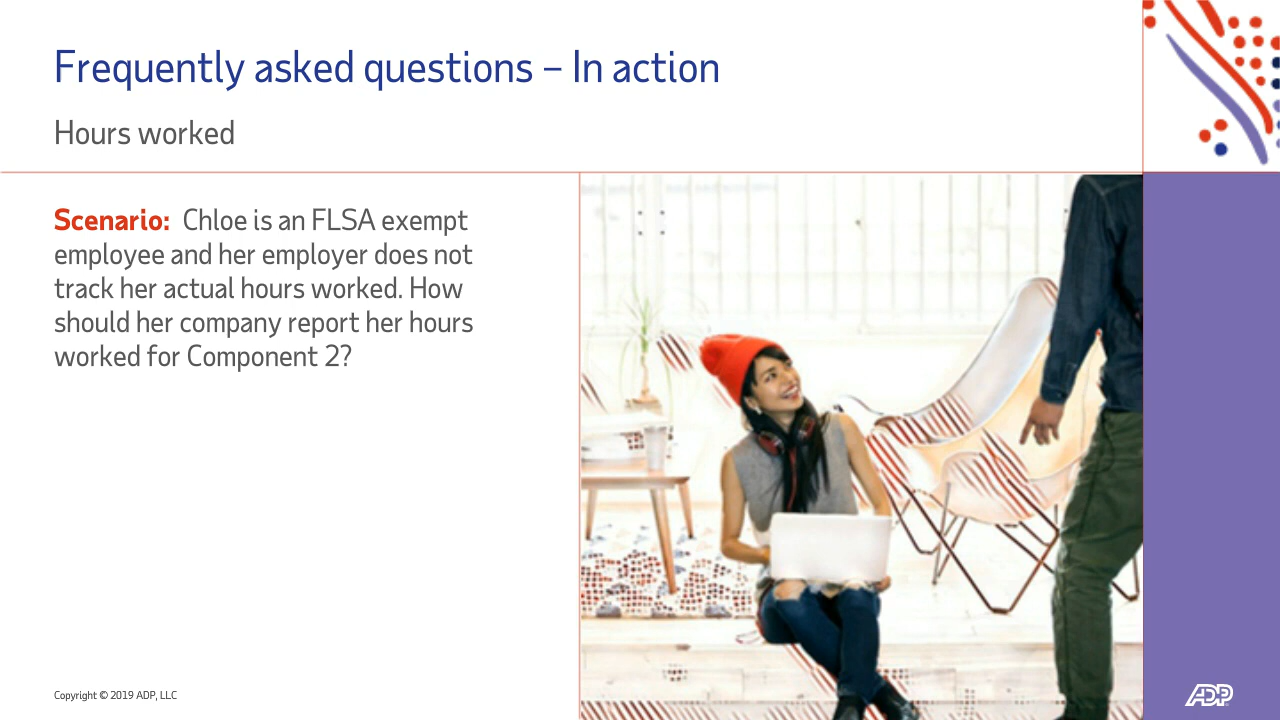 Frequently asked questions – In action
Hours worked
Scenario: Chloe is an FLSA exempt
employee and her employer does not
track her actual hours worked. How
should her company report her hours
worked for Component 2?
Copyright © 2019 ADP, LLC
ADP